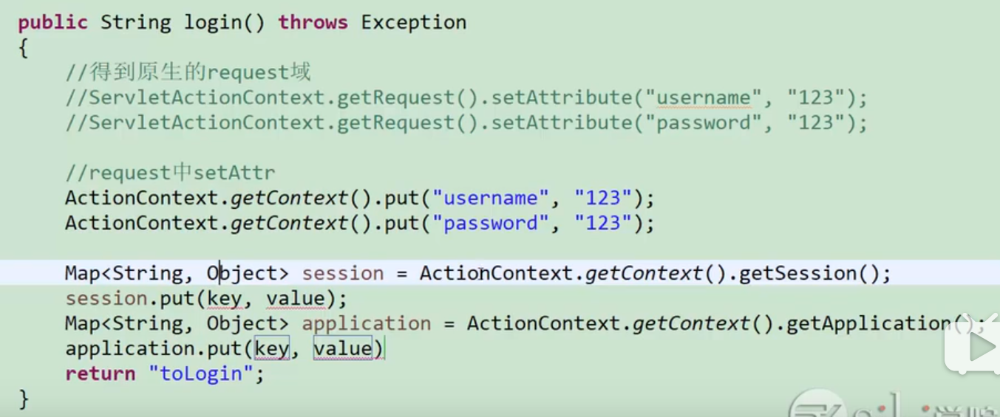 public String login() throws Exception
{
//得到原生的request域
//ServletActionContext.getRequest().setAttribute("username", "123");
//ServletActionContext.getRequest().setAttribute("password", "123");
//request中setAttr
ActionContext.getContext().put("username", "123");
ActionContext.getContext().put("password", "123");
Map<String, Object> session = ActionContext.getContext().getSession();
session.put(key, value);
Map<String, Object> application = ActionContext.getContext().getApplication();
application.put(key, value)
return "toLogin";
}